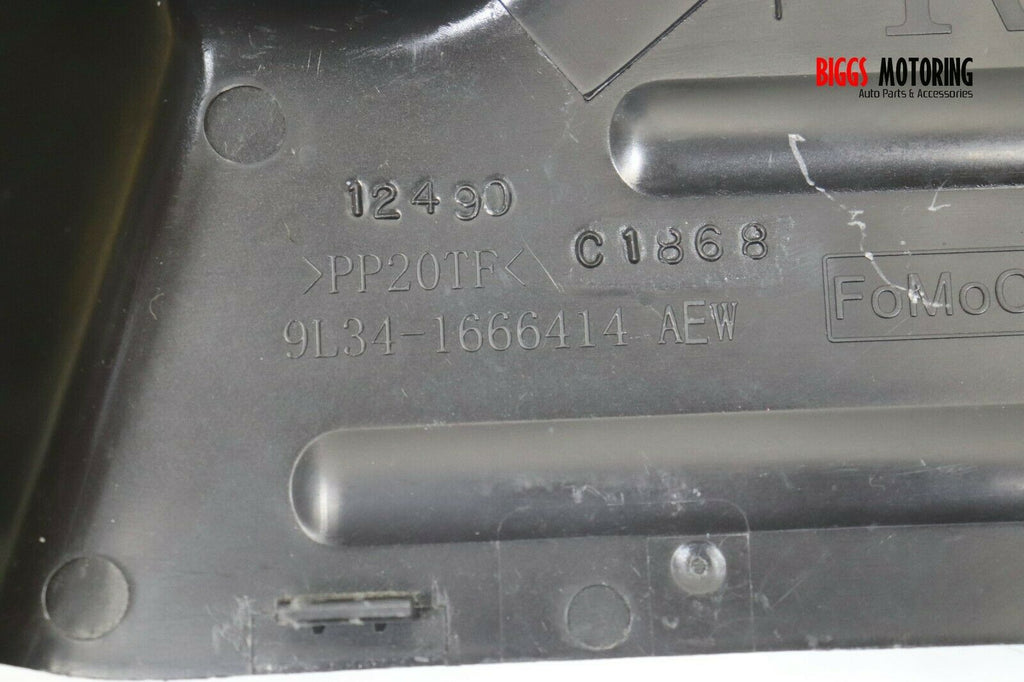 BIGGS MOTORING
Auto Parts & Accessories
12490
C1868
>PP20TF<
9L34-1666414 AEW
FoMoC